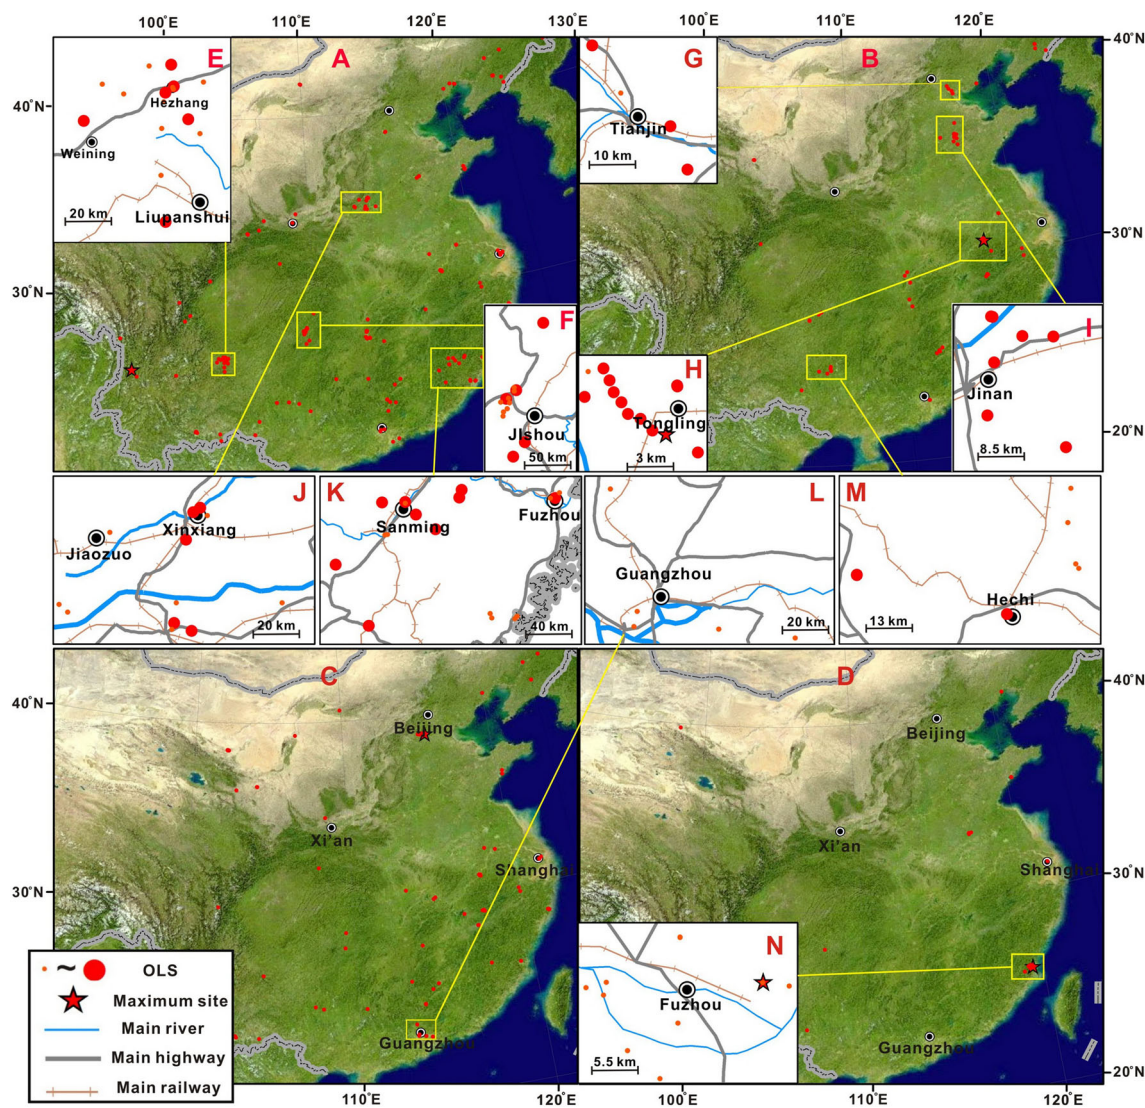 100°E 110°E 120°E 130°E 100°E 110°E 120°E
40°N
30°N
40°N
30°N
20°N
E
A
Hezhang
Weining
20 km
Liupanshui
G
B
Tianjin
10 km
F
JIshou
50 km
H
Tongling
3 km
I
Jinan
8.5 km
J
Xinxiang
Jiaozuo
20 km
K
Sanming
Fuzhou
40 km
L
Guangzhou
20 km
M
Hechi
13 km
40°N
30°N
C
Beijing
Xi'an
Shanghai
Guangzhou
D
Beijing
Xi'an
Shanghai
Guangzhou
40°N
30°N
20°N
N
Fuzhou
5.5 km
~ OLS
Maximum site
Main river
Main highway
Main railway
110°E 120°E 100°E 110°E 120°E